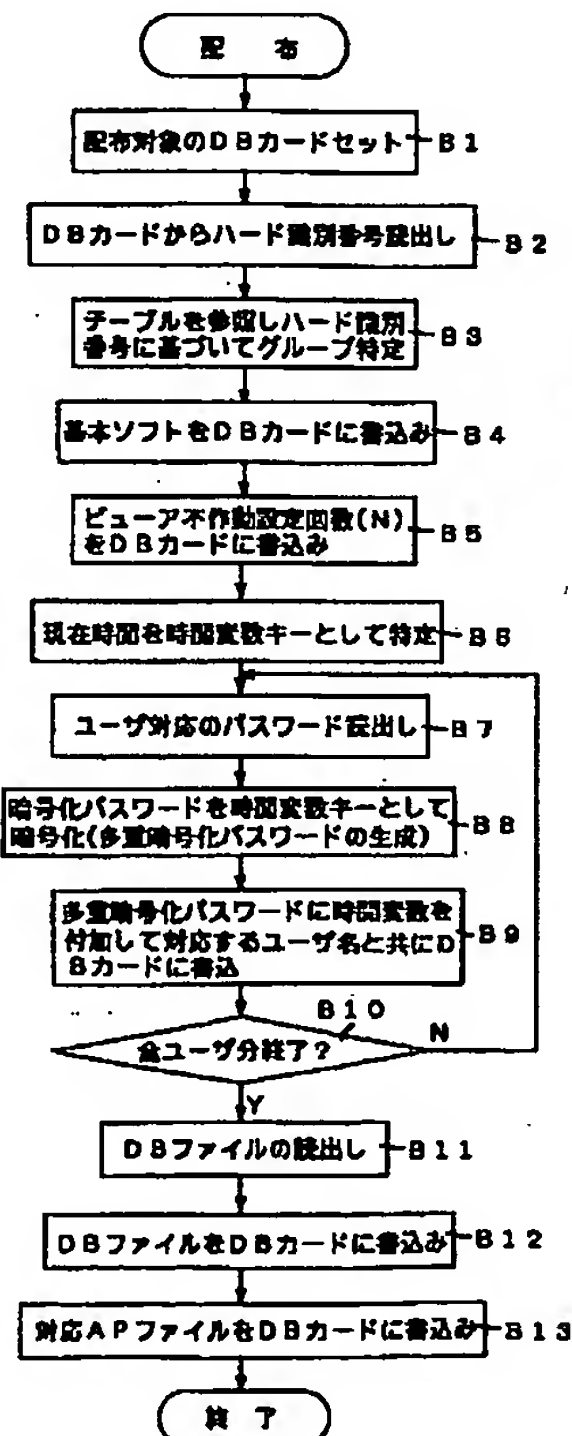 配 布
配布対象のDBカードセット
B1
DBカードからハード識別番号読出し
B2
テーブルを参照しハード識別
番号に基づいてグループ特定
B3
基本ソフトをDBカードに書込み
B4
ビューア不作動設定回数(N)
をDBカードに書込み
B5
現在時間を時間変数キーとして特定
B6
ユーザ対応のパスワード読出し
B7
暗号化パスワードを時間変数キーとして
暗号化(多重暗号化パスワードの生成)
B8
多重暗号化パスワードに時間変数を
付加して対応するユーザ名と共にD
Bカードに書込
B9
B10
全ユーザ分終了?
N
Y
DBファイルの読出し
B11
DBファイルをDBカードに書込み
B12
対応APファイルをDBカードに書込み
B13
終 了